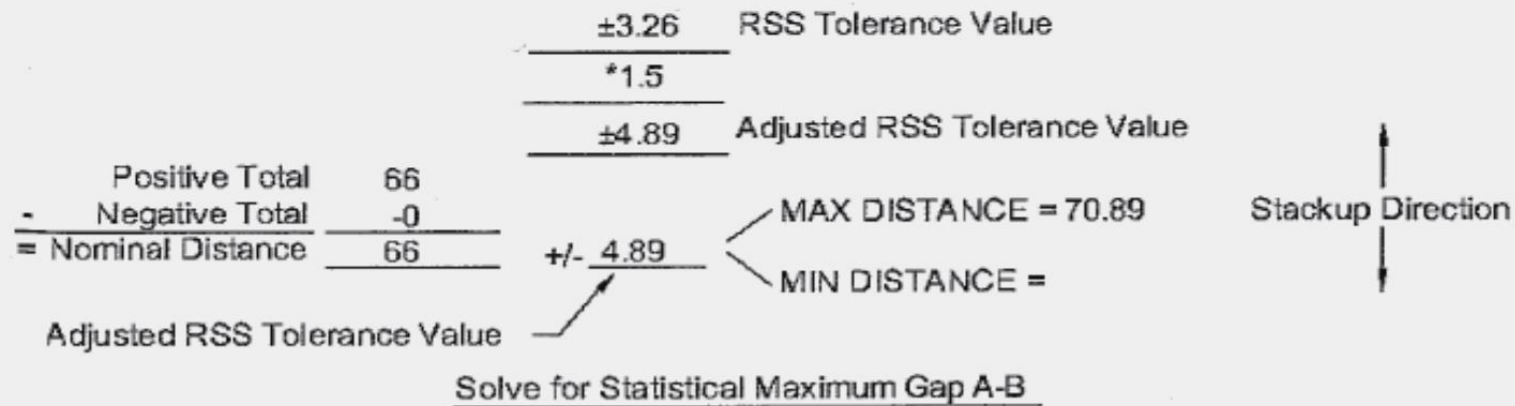 ±3.26 RSS Tolerance Value
*1.5
±4.89 Adjusted RSS Tolerance Value
Positive Total 66
- Negative Total -0
= Nominal Distance 66 +/- 4.89
MAX DISTANCE = 70.89
MIN DISTANCE =
Stackup Direction
Adjusted RSS Tolerance Value
Solve for Statistical Maximum Gap A-B